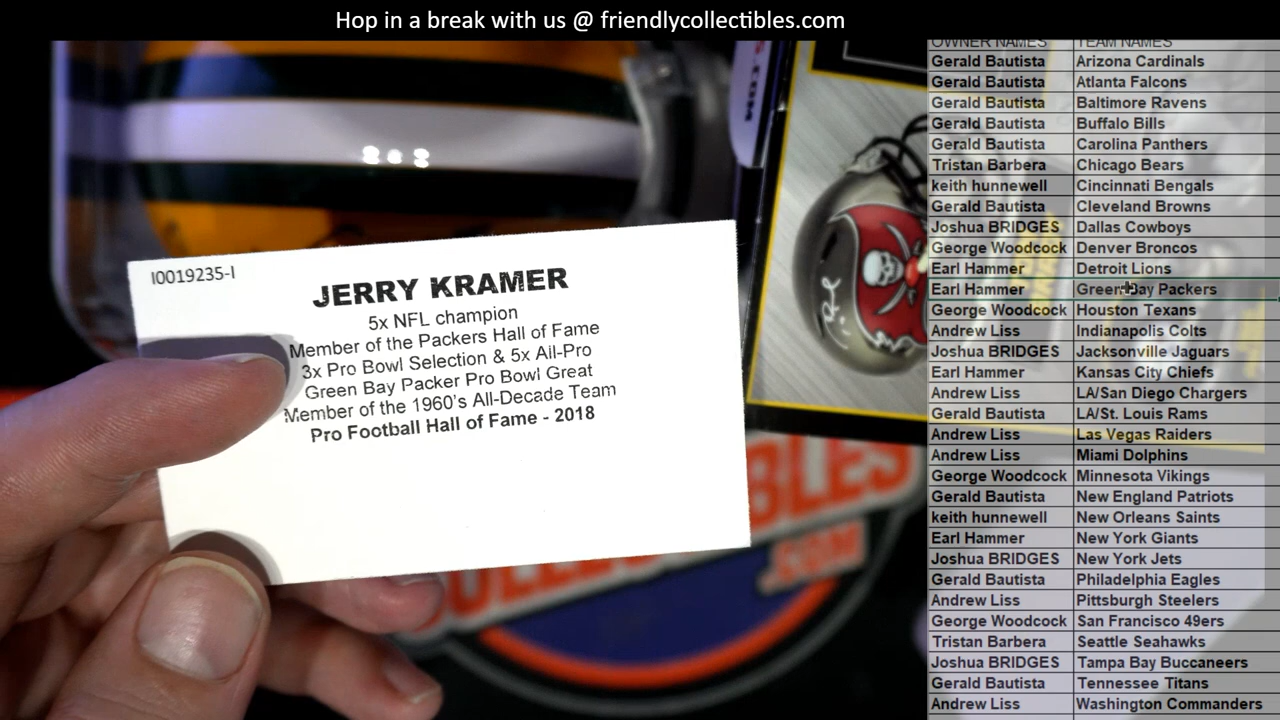 Hop in a break with us @ friendlycollectibles.com
I0019235-I
JERRY KRAMER
5x NFL champion
Member of the Packers Hall of Fame
3x Pro Bowl Selection & 5x All-Pro
Green Bay Packer Pro Bowl Great
Member of the 1960's All-Decade Team
Pro Football Hall of Fame - 2018
.COM
OWNER NAMES TEAM NAMES
Gerald Bautista Arizona Cardinals
Gerald Bautista Atlanta Falcons
Gerald Bautista Baltimore Ravens
Gerald Bautista Buffalo Bills
Gerald Bautista Carolina Panthers
Tristan Barbera Chicago Bears
keith hunnewell Cincinnati Bengals
Gerald Bautista Cleveland Browns
Joshua BRIDGES Dallas Cowboys
George Woodcock Denver Broncos
Earl Hammer Detroit Lions
Earl Hammer Green Bay Packers
George Woodcock Houston Texans
Andrew Liss Indianapolis Colts
Joshua BRIDGES Jacksonville Jaguars
Earl Hammer Kansas City Chiefs
Andrew Liss LA/San Diego Chargers
Gerald Bautista LA/St. Louis Rams
Andrew Liss Las Vegas Raiders
Andrew Liss Miami Dolphins
George Woodcock Minnesota Vikings
Gerald Bautista New England Patriots
keith hunnewell New Orleans Saints
Earl Hammer New York Giants
Joshua BRIDGES New York Jets
Gerald Bautista Philadelphia Eagles
Andrew Liss Pittsburgh Steelers
George Woodcock San Francisco 49ers
Tristan Barbera Seattle Seahawks
Joshua BRIDGES Tampa Bay Buccaneers
Gerald Bautista Tennessee Titans
Andrew Liss Washington Commanders
.COM